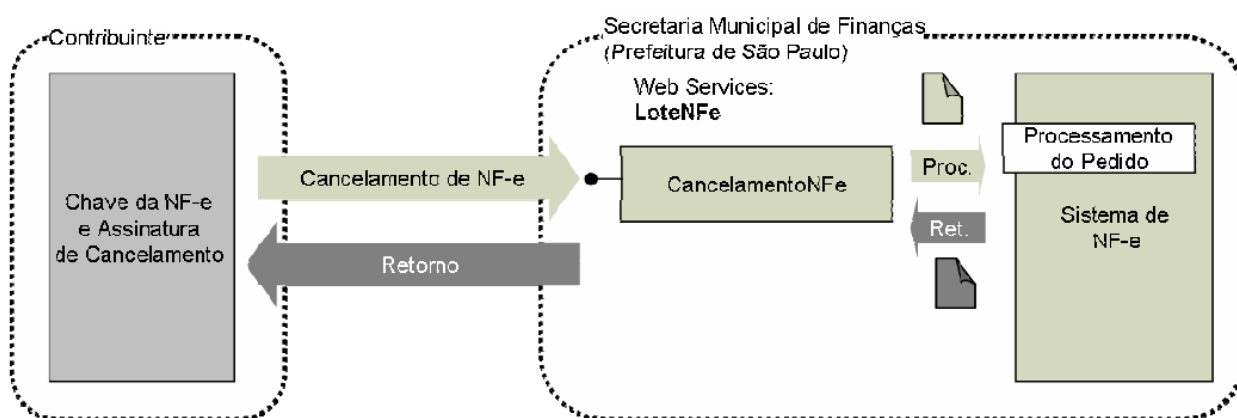 Contribuinte
Chave da NF-e
e Assinatura
de Cancelamento
Cancelamento de NF-e
Retorno
Secretaria Municipal de Finanças
(Prefeitura de São Paulo)
Web Services:
LoteNFe
CancelamentoNFe
Proc.
Ret.
Processamento
do Pedido
Sistema de
NF-e